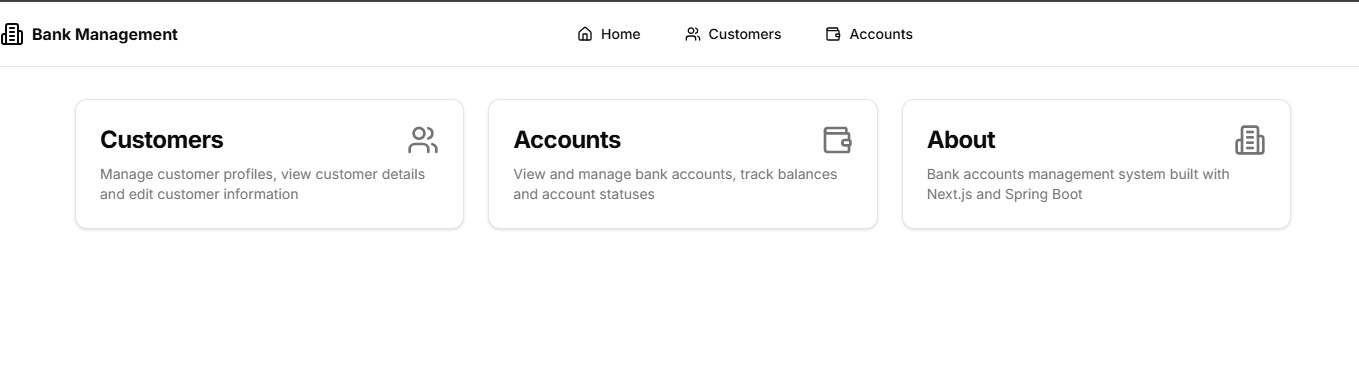 Bank Management
Home
Customers
Accounts
Customers
Manage customer profiles, view customer details
and edit customer information
Accounts
View and manage bank accounts, track balances
and account statuses
About
Bank accounts management system built with
Next.js and Spring Boot